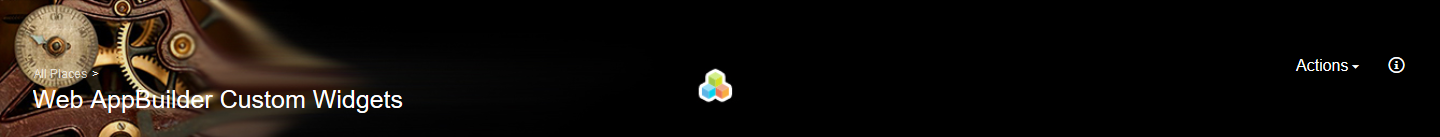 All Places >
Web AppBuilder Custom Widgets
Actions